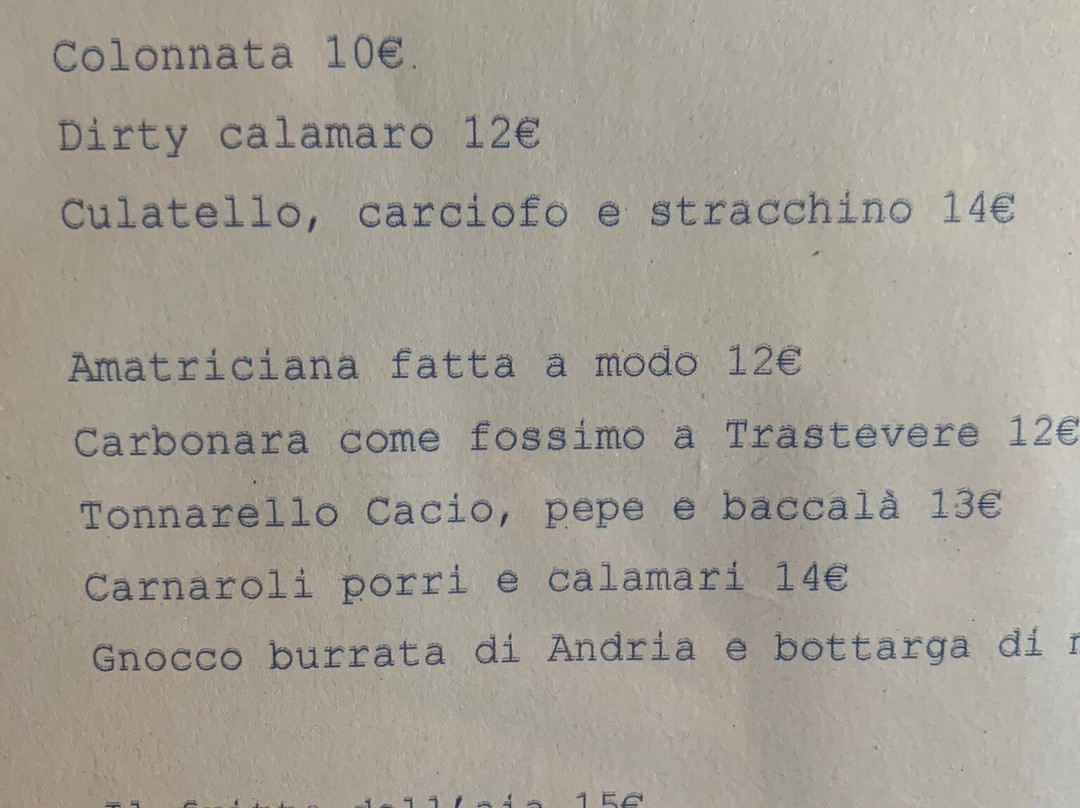 Colonnata 10€.
Dirty calamaro 12€
Culatello, carciofo e stracchino 14€
Amatriciana fatta a modo 12€
Carbonara come fossimo a Trastevere 12€
Tonnarello Cacio, pepe e baccalà 13€
Carnaroli porri e calamari 14€
Gnocco burrata di Andria e bottarga di
15€